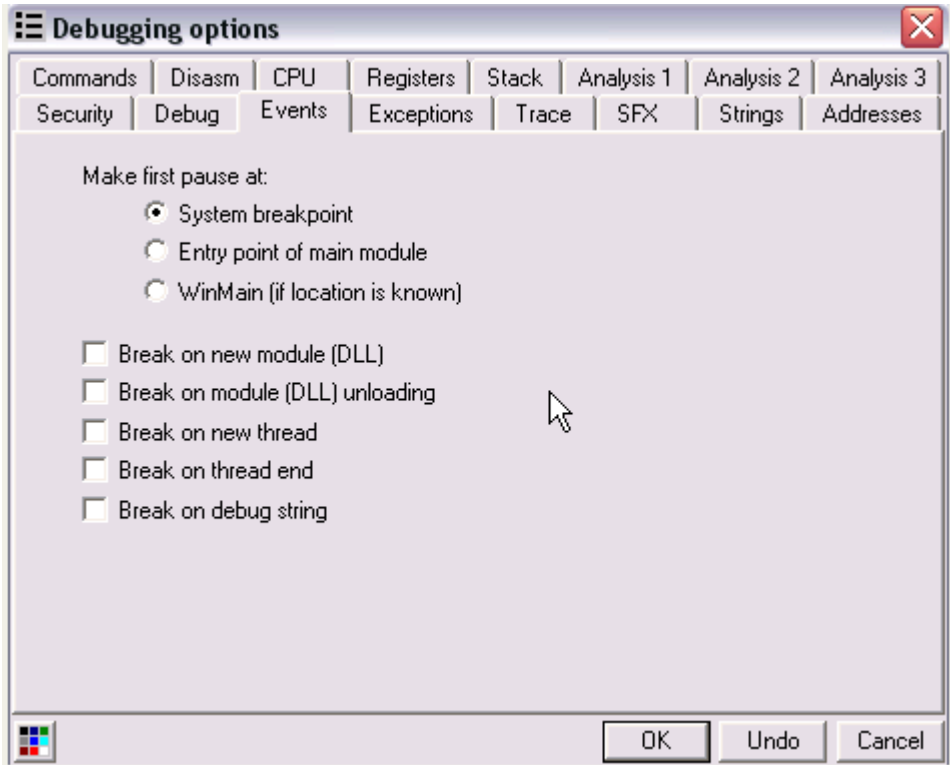 Debugging options
Commands Disasm CPU Registers Stack Analysis 1 Analysis 2 Analysis 3
Security Debug Events Exceptions Trace SFX Strings Addresses
Make first pause at:
System breakpoint
Entry point of main module
WinMain (if location is known)
Break on new module (DLL)
Break on module (DLL) unloading
Break on new thread
Break on thread end
Break on debug string
OK Undo Cancel